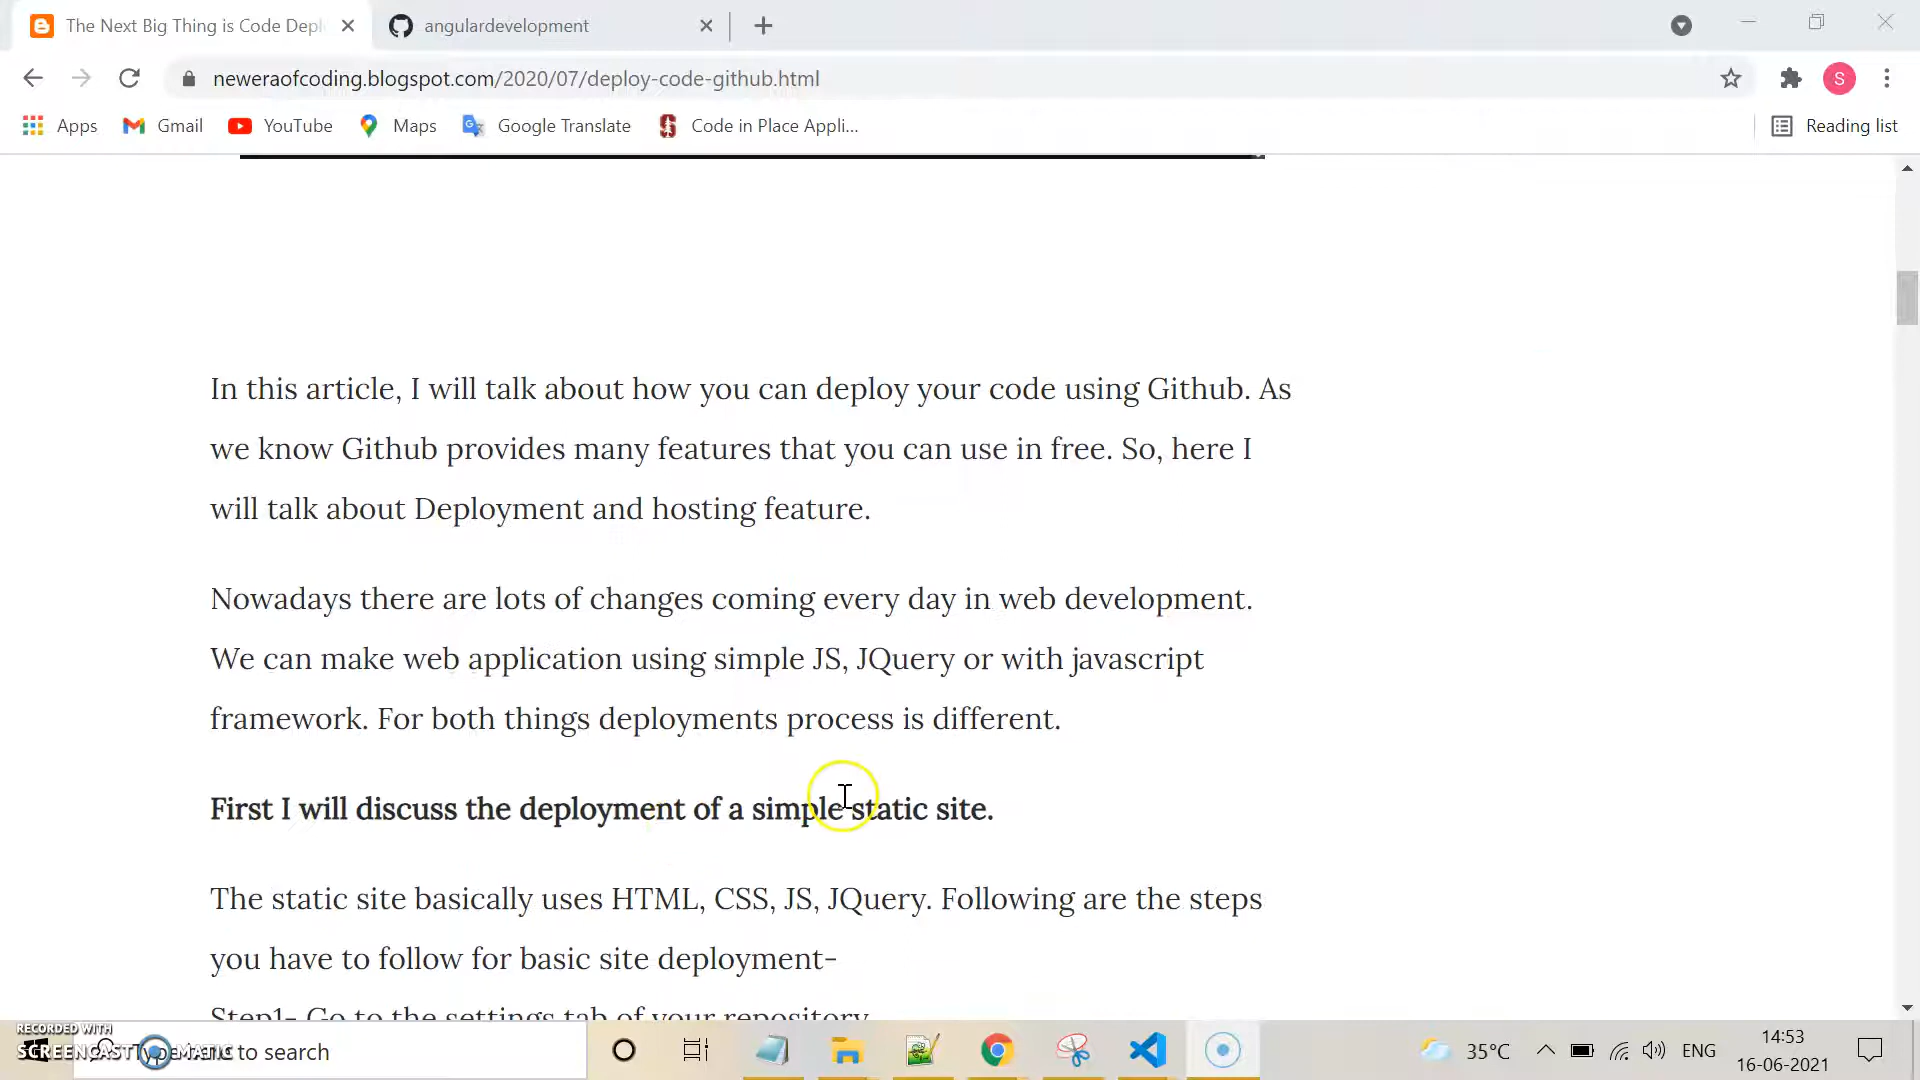 The Next Big Thing is Code Depl
angulardevelopment
neweraofcoding.blogspot.com/2020/07/deploy-code-github.html
S
Apps
Gmail
YouTube
Maps
Google Translate
Code in Place Appli...
Reading list
In this article, I will talk about how you can deploy your code using Github. As
we know Github provides many features that you can use in free. So, here I
will talk about Deployment and hosting feature.
Nowadays there are lots of changes coming every day in web development.
We can make web application using simple JS, JQuery or with javascript
framework. For both things deployments process is different.
First I will discuss the deployment of a simple static site.
The static site basically uses HTML, CSS, JS, JQuery. Following are the steps
you have to follow for basic site deployment-
Step1- Go to the settings tab of your repository
RECORDED WITH
SCREENCAST MATIC
to search
35°C
ENG
14:53
16-06-2021